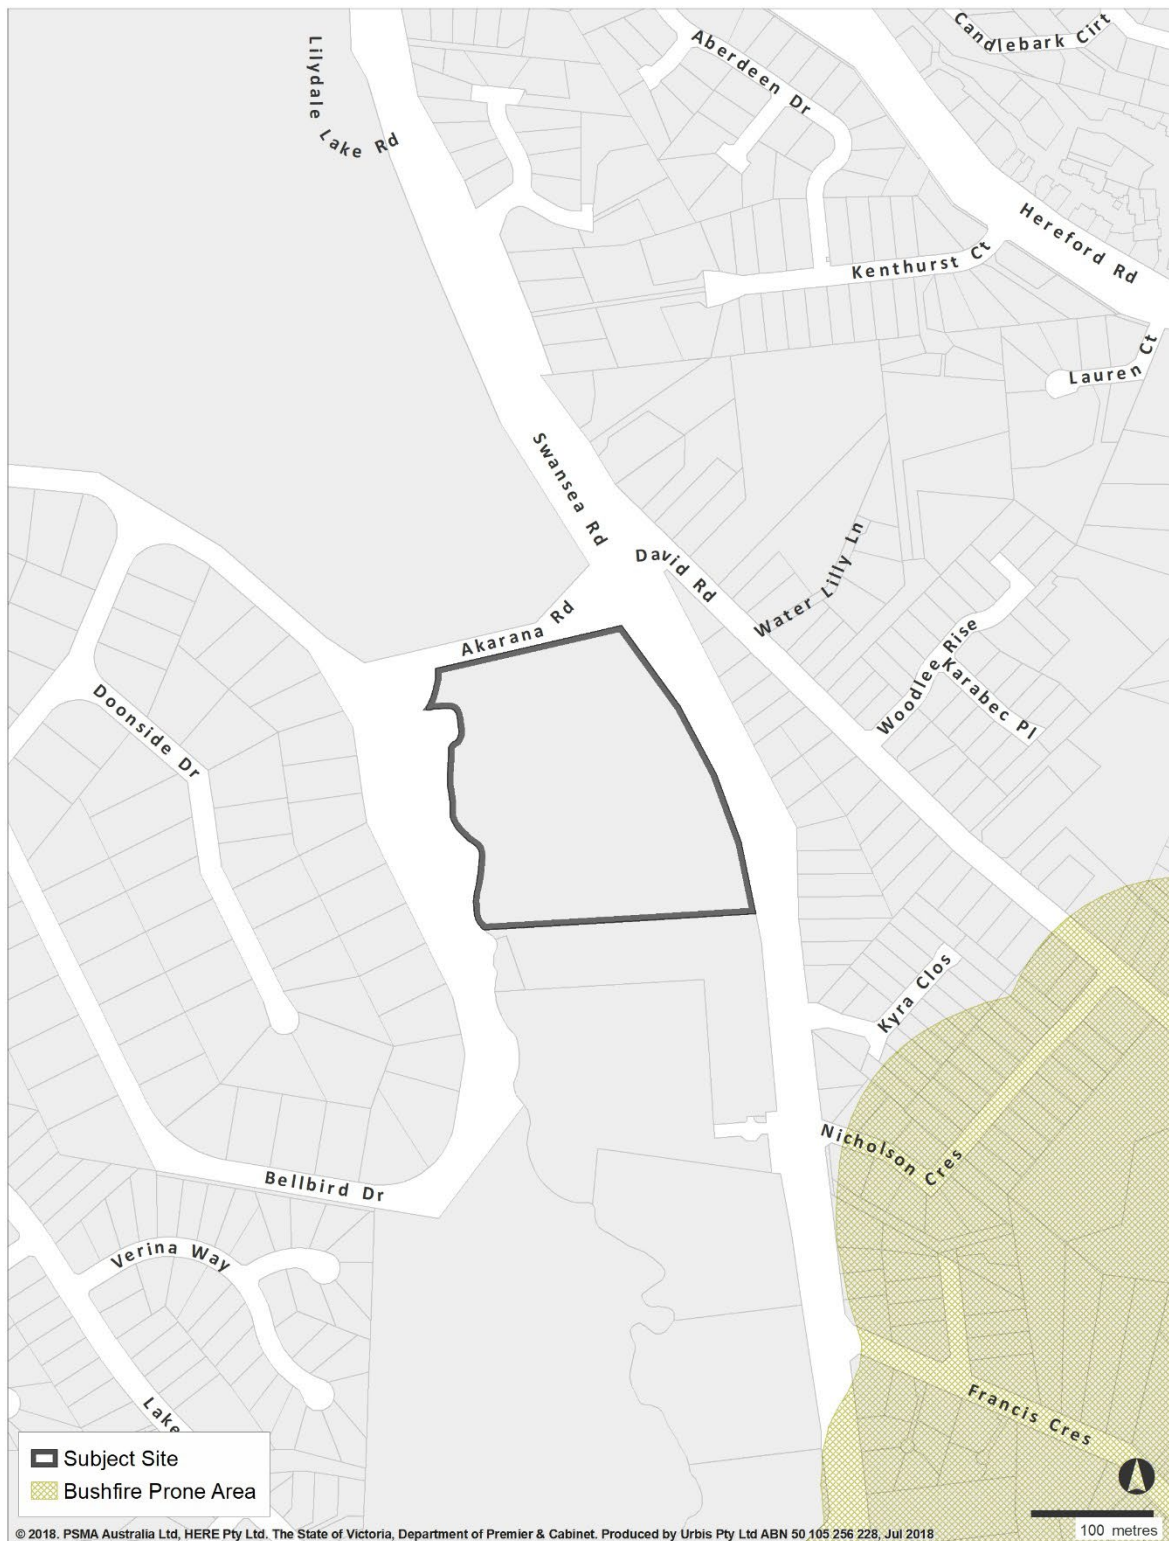 Candlebark Cirt
Lilydale
Lake Rd
Aberdeen Dr
Hereford Rd
Kenthurst Ct
Lauren Ct
Swansea Rd
David Rd
Water Lilly Ln
Akarana Rd
Woodlee Rise
Karabec Pl
Doonside Dr
Kyra Clos
Nicholson Cres
Bellbird Dr
Verina Way
Francis Cres
Lake
Subject Site
Bushfire Prone Area
100 metres
© 2018. PSMA Australia Ltd, HERE Pty Ltd. The State of Victoria, Department of Premier & Cabinet. Produced by Urbis Pty Ltd ABN 50 105 256 228, Jul 2018